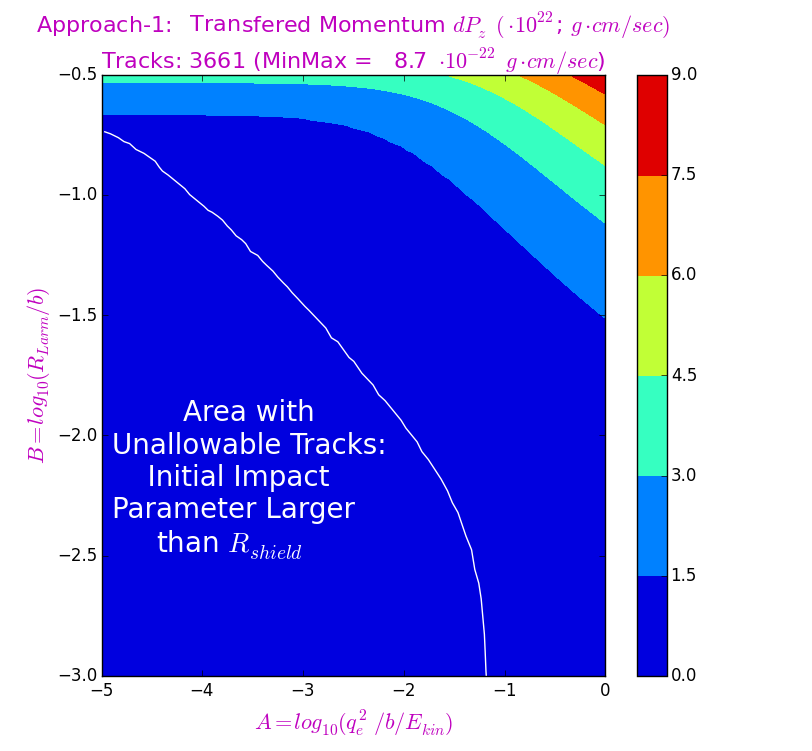 Approach-1: Transfered Momentum dP_z (·10^22; g·cm/sec)
Tracks: 3661 (MinMax = 8.7 ·10^−22 g·cm/sec)
−0.5
−1.0
−1.5
−2.0
−2.5
−3.0
B=log_10(R_Larm/b)
Area with
Unallowable Tracks:
Initial Impact
Parameter Larger
than R_shield
−5
−4
−3
−2
−1
0
A=log_10(q_e^2/b/E_kin)
9.0
7.5
6.0
4.5
3.0
1.5
0.0